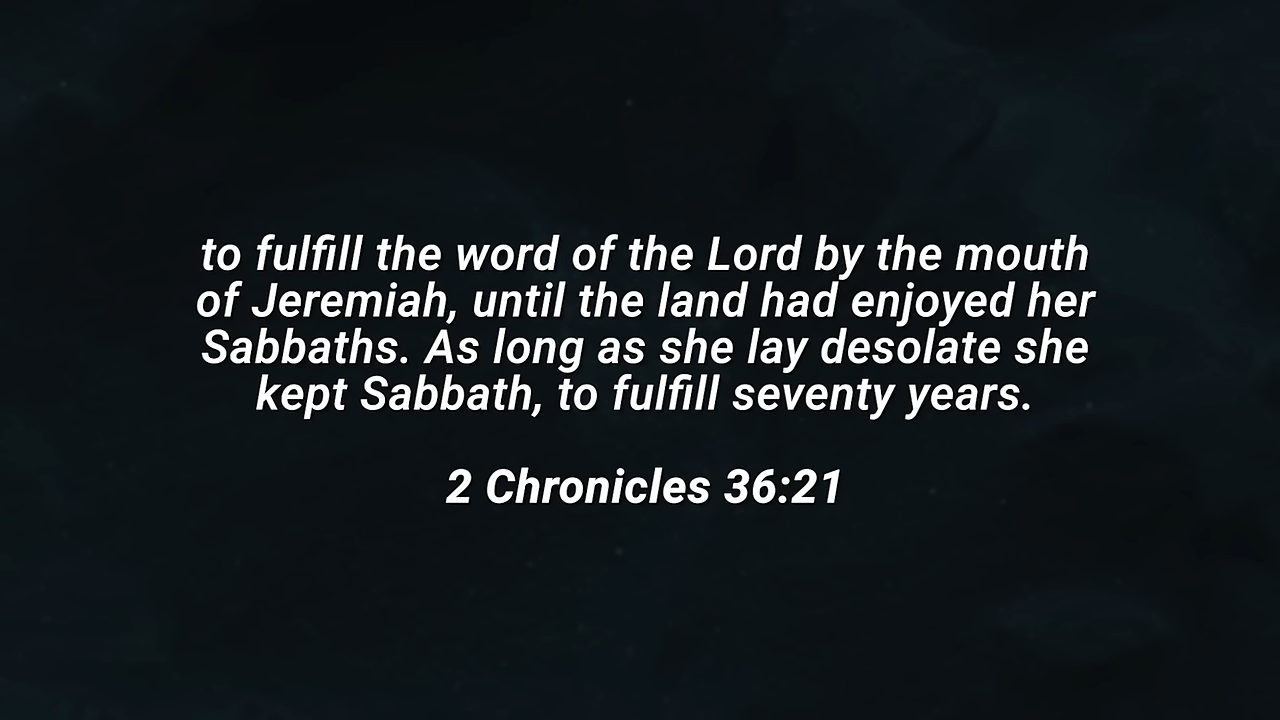 to fulfill the word of the Lord by the mouth
of Jeremiah, until the land had enjoyed her
Sabbaths. As long as she lay desolate she
kept Sabbath, to fulfill seventy years.
2 Chronicles 36:21